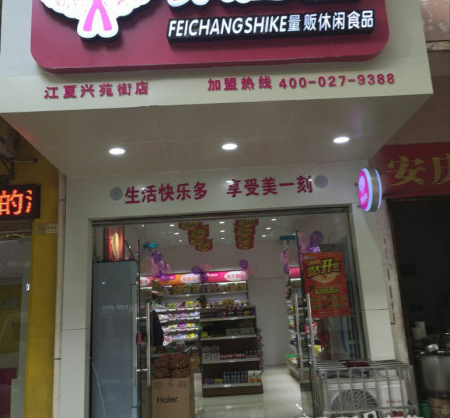 FEICHANGSHIKE量贩休闲食品
江夏兴苑街店 加盟热线 400-027-9388
生活快乐多 享受美一刻
的
安庆
Haier